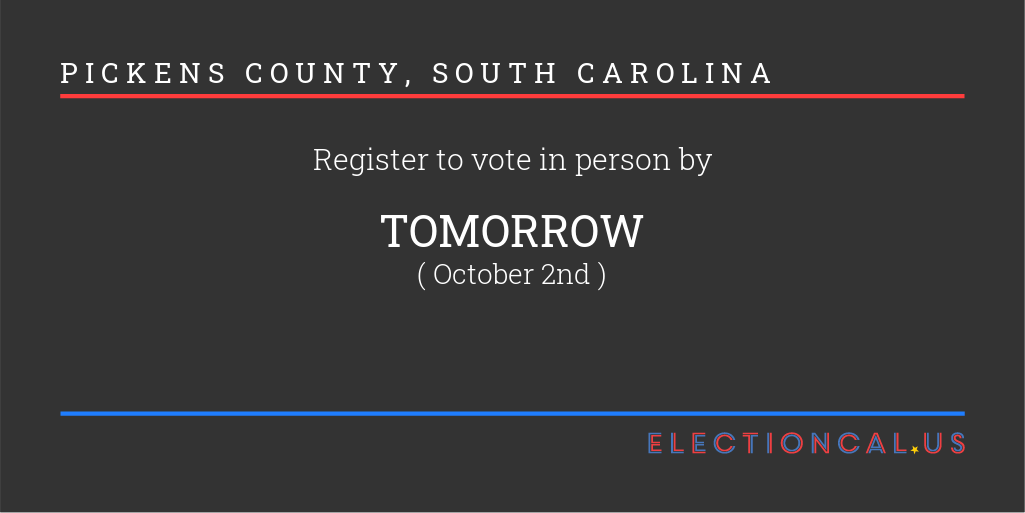 PICKENS COUNTY, SOUTH CAROLINA
Register to vote in person by
TOMORROW
( October 2nd )
ELECTIONCAL.US